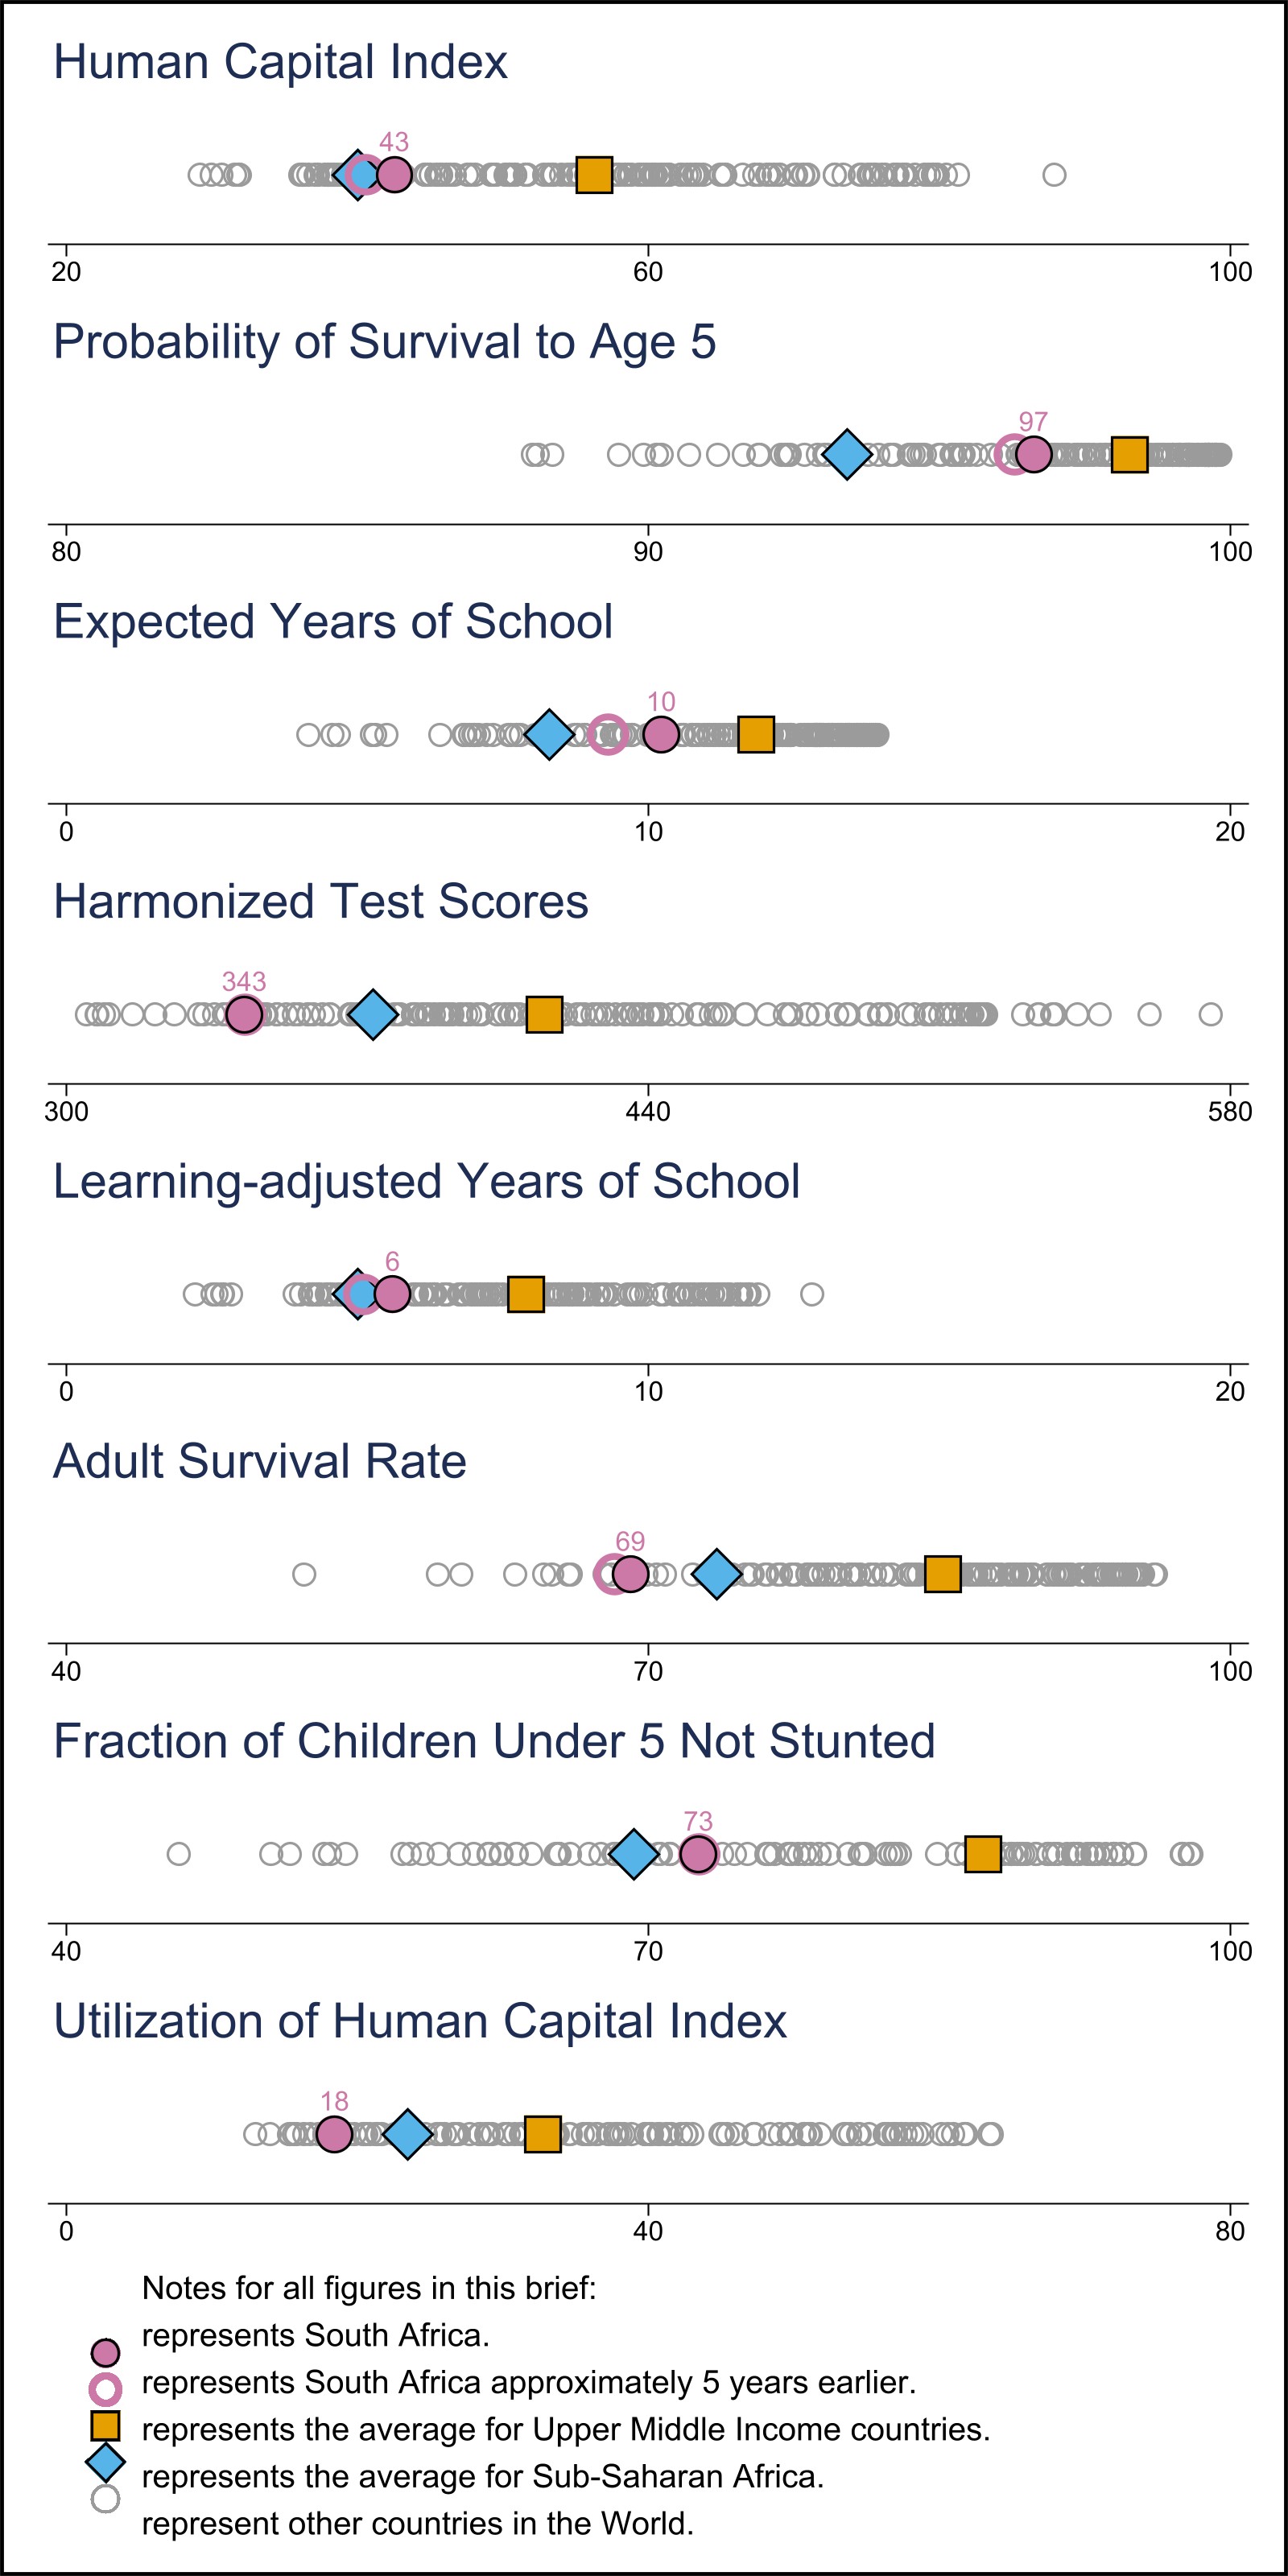 Human Capital Index
43
20 60 100
Probability of Survival to Age 5
97
80 90 100
Expected Years of School
10
0 10 20
Harmonized Test Scores
343
300 440 580
Learning-adjusted Years of School
6
0 10 20
Adult Survival Rate
69
40 70 100
Fraction of Children Under 5 Not Stunted
73
40 70 100
Utilization of Human Capital Index
18
0 40 80
Notes for all figures in this brief:
represents South Africa.
represents South Africa approximately 5 years earlier.
represents the average for Upper Middle Income countries.
represents the average for Sub-Saharan Africa.
represent other countries in the World.